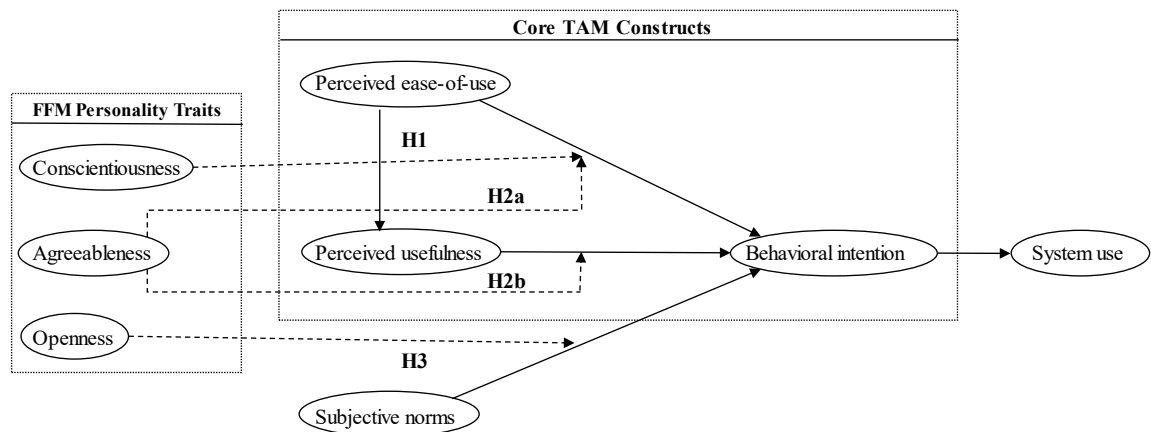 Core TAM Constructs
Perceived ease-of-use
FFM Personality Traits
H1
Conscientiousness
H2a
Agreeableness
Perceived usefulness
Behavioral intention
System use
H2b
Openness
H3
Subjective norms